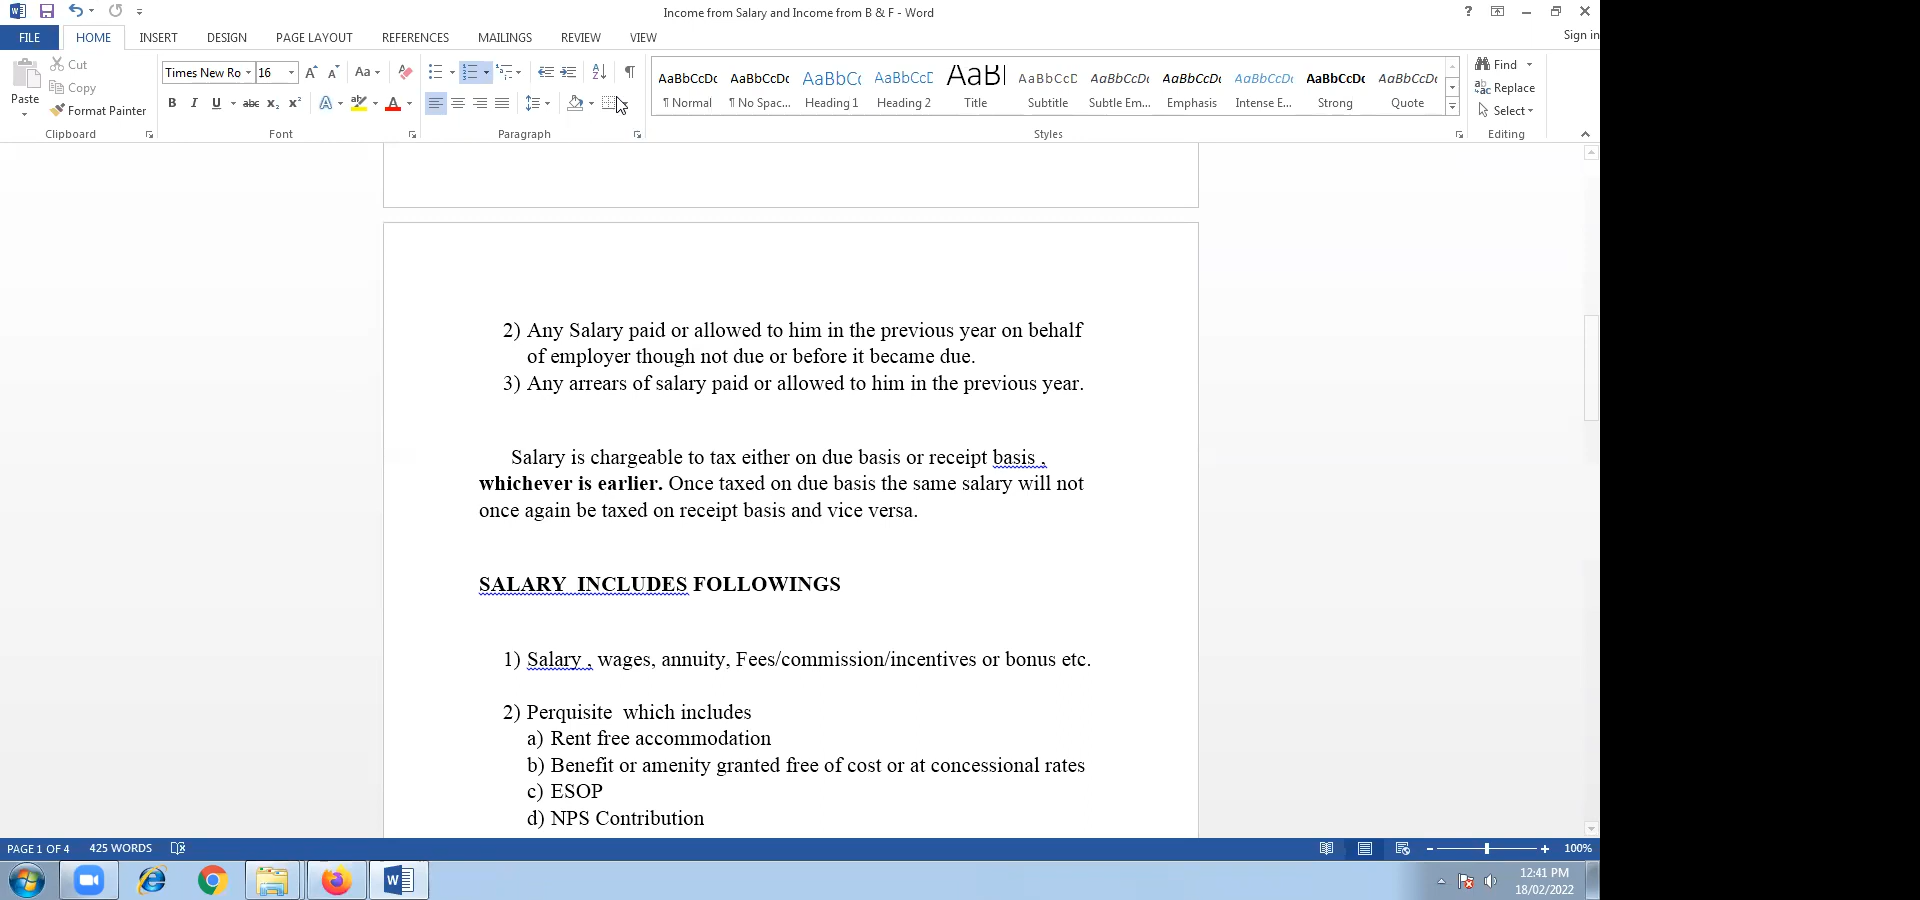 Income from Salary and Income from B & F - Word
?
Sign in
FILE HOME INSERT DESIGN PAGE LAYOUT REFERENCES MAILINGS REVIEW VIEW
Paste
Cut
Copy
Format Painter
Clipboard
Times New Ro 16
Font
Paragraph
AaBbCcDc AaBbCcDc AaBbCc AaBbCcD AaBl AaBbCcD AaBbCcDc AaBbCcDc AaBbCcDc AaBbCcDc AaBbCcDc
¶ Normal ¶ No Spac... Heading 1 Heading 2 Title Subtitle Subtle Em... Emphasis Intense E... Strong Quote
Styles
Find
Replace
Select
Editing
2) Any Salary paid or allowed to him in the previous year on behalf
of employer though not due or before it became due.
3) Any arrears of salary paid or allowed to him in the previous year.
Salary is chargeable to tax either on due basis or receipt basis ,
whichever is earlier. Once taxed on due basis the same salary will not
once again be taxed on receipt basis and vice versa.
SALARY INCLUDES FOLLOWINGS
1) Salary , wages, annuity, Fees/commission/incentives or bonus etc.
2) Perquisite which includes
a) Rent free accommodation
b) Benefit or amenity granted free of cost or at concessional rates
c) ESOP
d) NPS Contribution
PAGE 1 OF 4 425 WORDS 100%
12:41 PM
18/02/2022